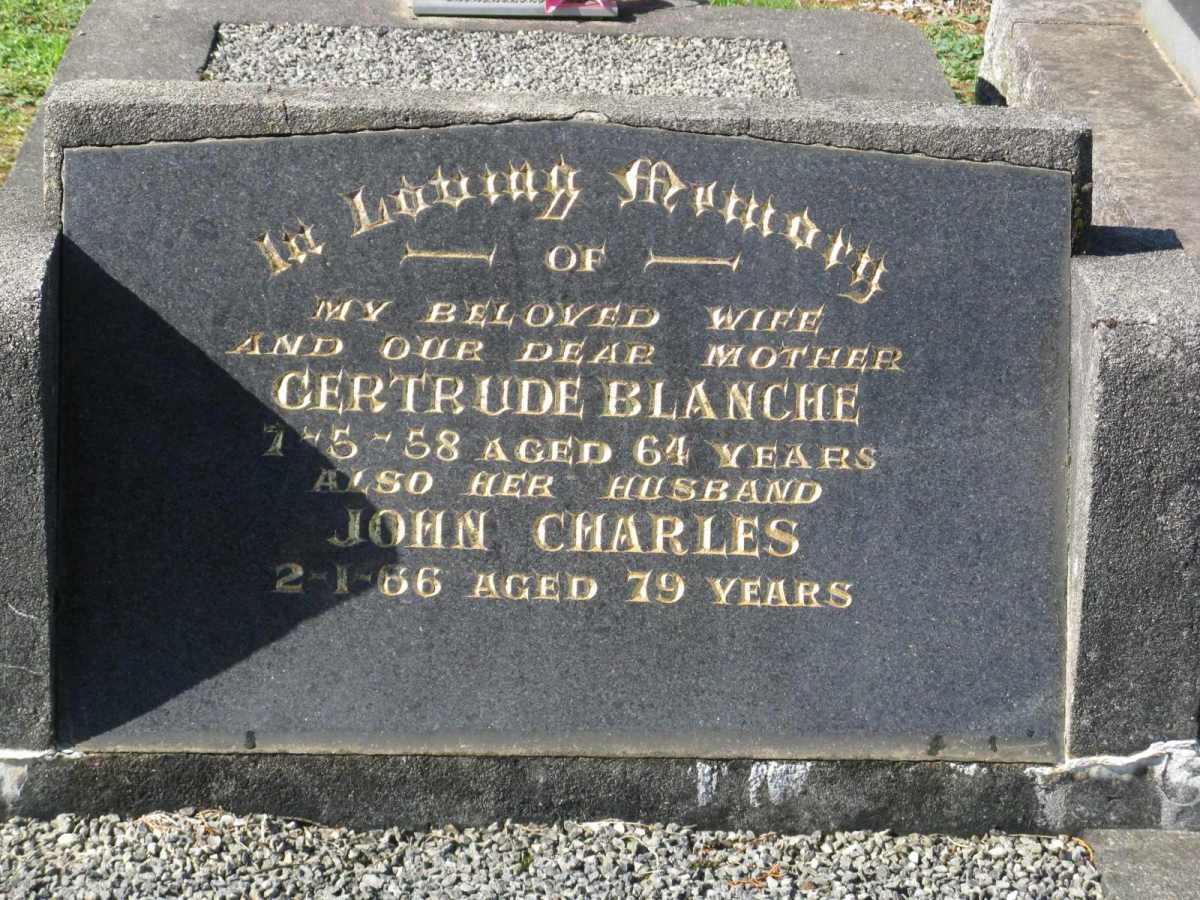 In Loving Memory
OF
MY BELOVED WIFE
AND OUR DEAR MOTHER
GERTRUDE BLANCHE
7-5-58 AGED 64 YEARS
ALSO HER HUSBAND
JOHN CHARLES
2-1-66 AGED 79 YEARS